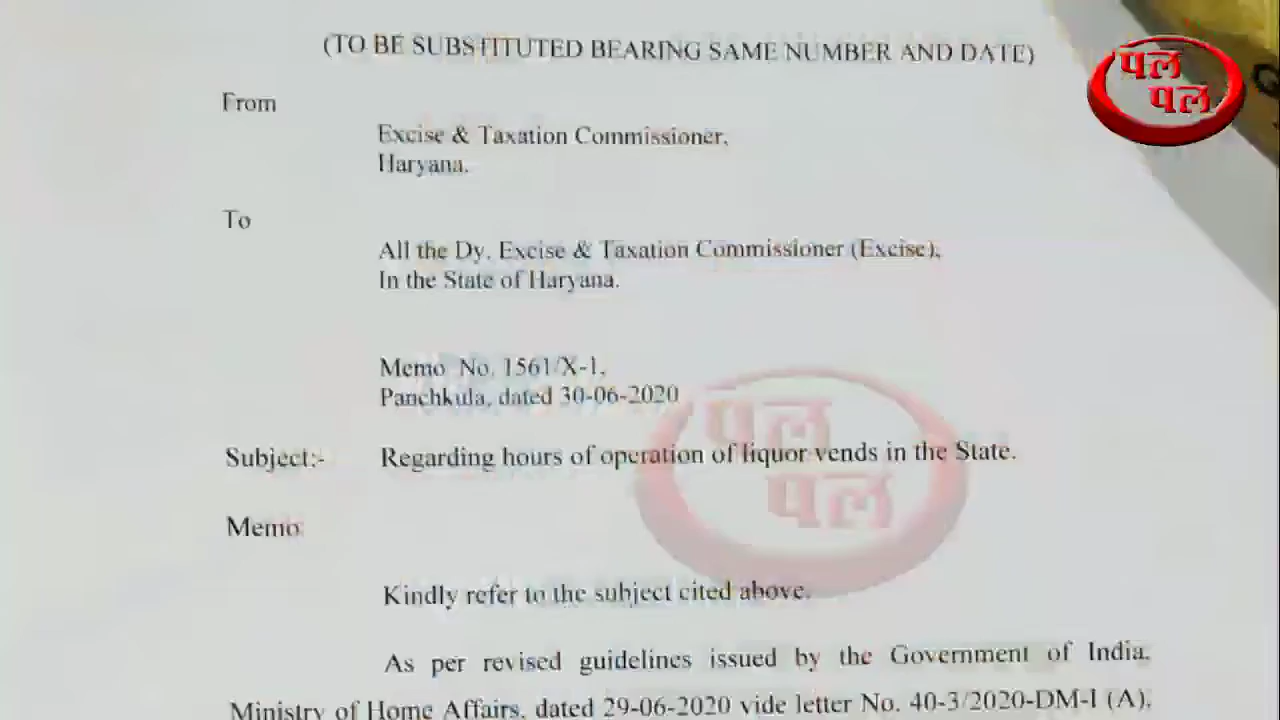 (TO BE SUBSTITUTED BEARING SAME NUMBER AND DATE)
पल
पल
From
Excise & Taxation Commissioner,
Haryana.
To
All the Dy. Excise & Taxation Commissioner (Excise),
In the State of Haryana.
Memo No. 1561/X-1,
Panchkula, dated 30-06-2020
Subject:- Regarding hours of operation of liquor vends in the State.
पल
पल
Memo
Kindly refer to the subject cited above.
As per revised guidelines issued by the Government of India,
Ministry of Home Affairs, dated 29-06-2020 vide letter No. 40-3/2020-DM-I (A),